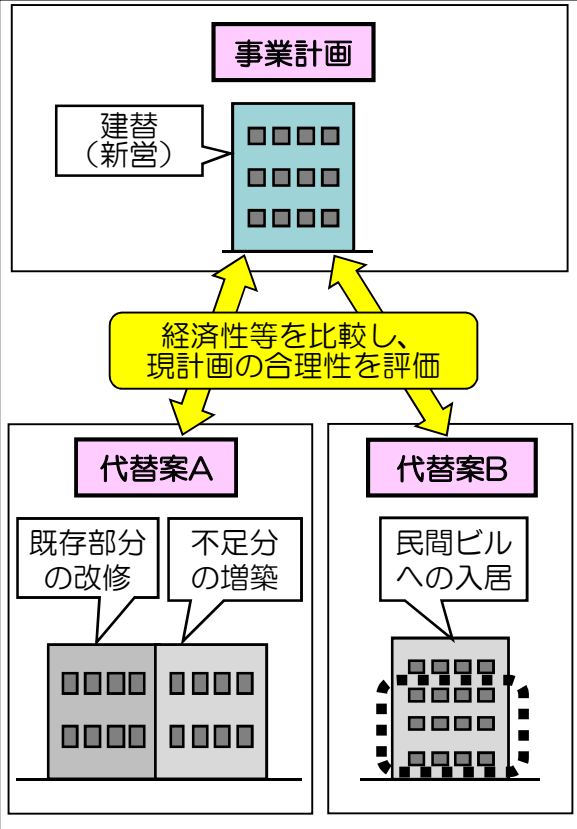 事業計画
建替
（新営）
経済性等を比較し、
現計画の合理性を評価
代替案A
既存部分
の改修
不足分
の増築
代替案B
民間ビル
への入居